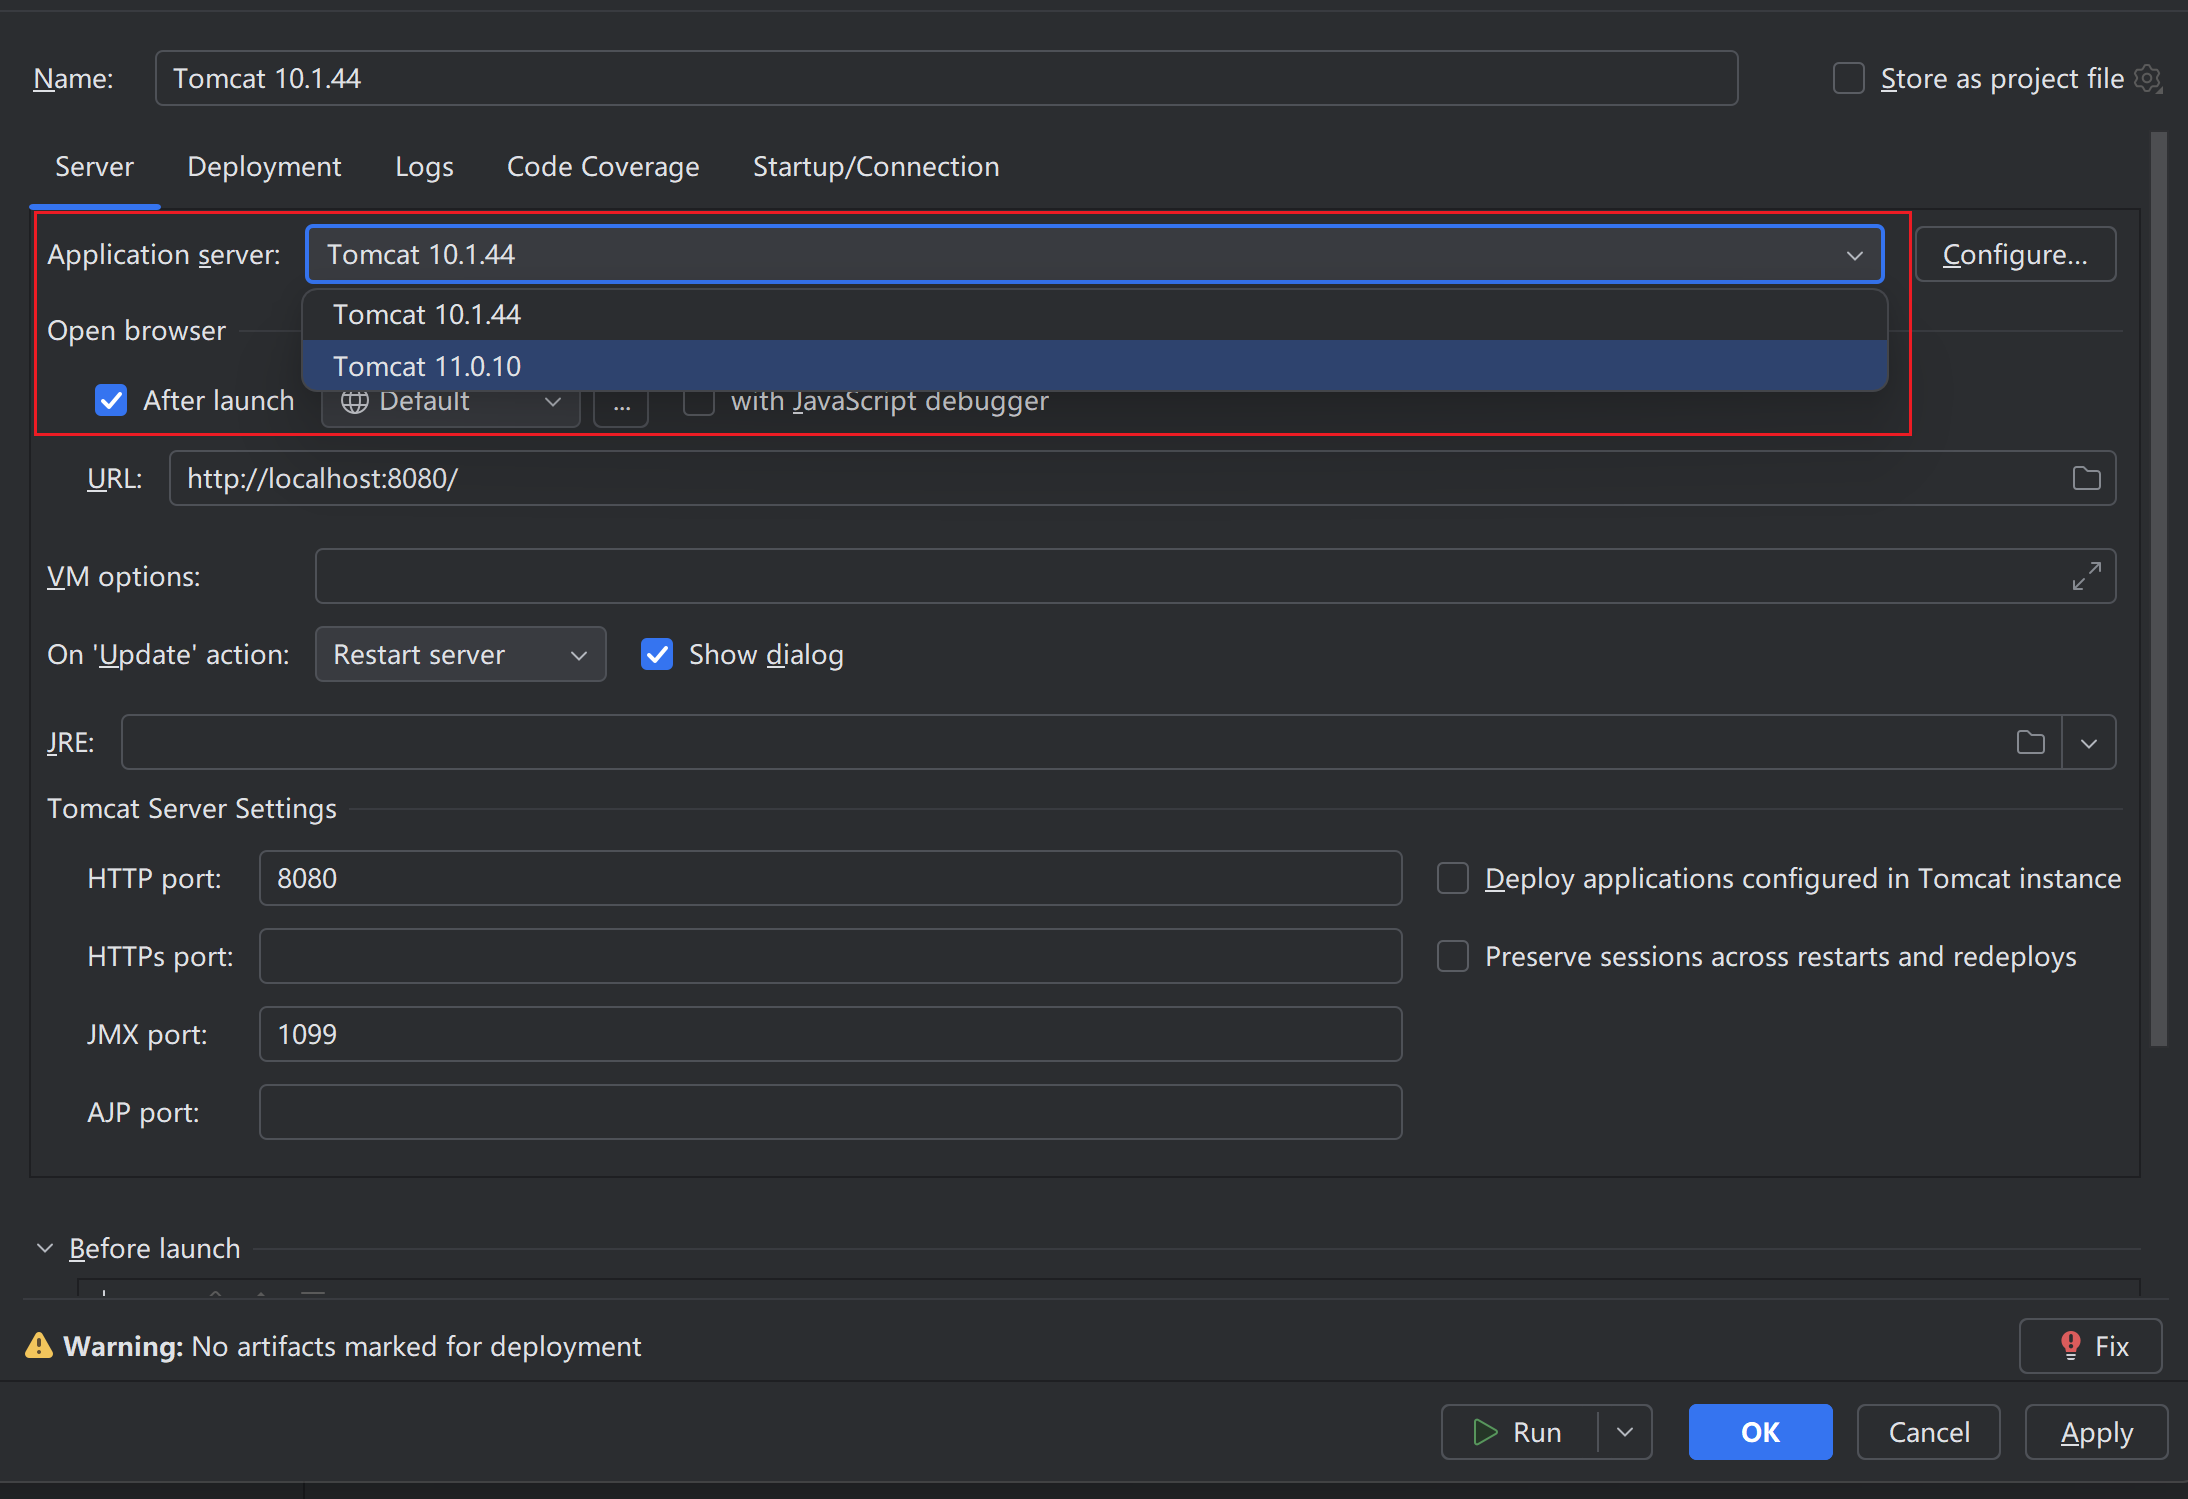 Name: Tomcat 10.1.44 Store as project file
Server Deployment Logs Code Coverage Startup/Connection
Application server: Tomcat 10.1.44 Configure...
Tomcat 10.1.44
Open browser
Tomcat 11.0.10
After launch Default ... with JavaScript debugger
URL: http://localhost:8080/
VM options:
On 'Update' action: Restart server Show dialog
JRE:
Tomcat Server Settings
HTTP port: 8080 Deploy applications configured in Tomcat instance
HTTPs port: Preserve sessions across restarts and redeploys
JMX port: 1099
AJP port:
Before launch
Warning: No artifacts marked for deployment Fix
Run OK Cancel Apply